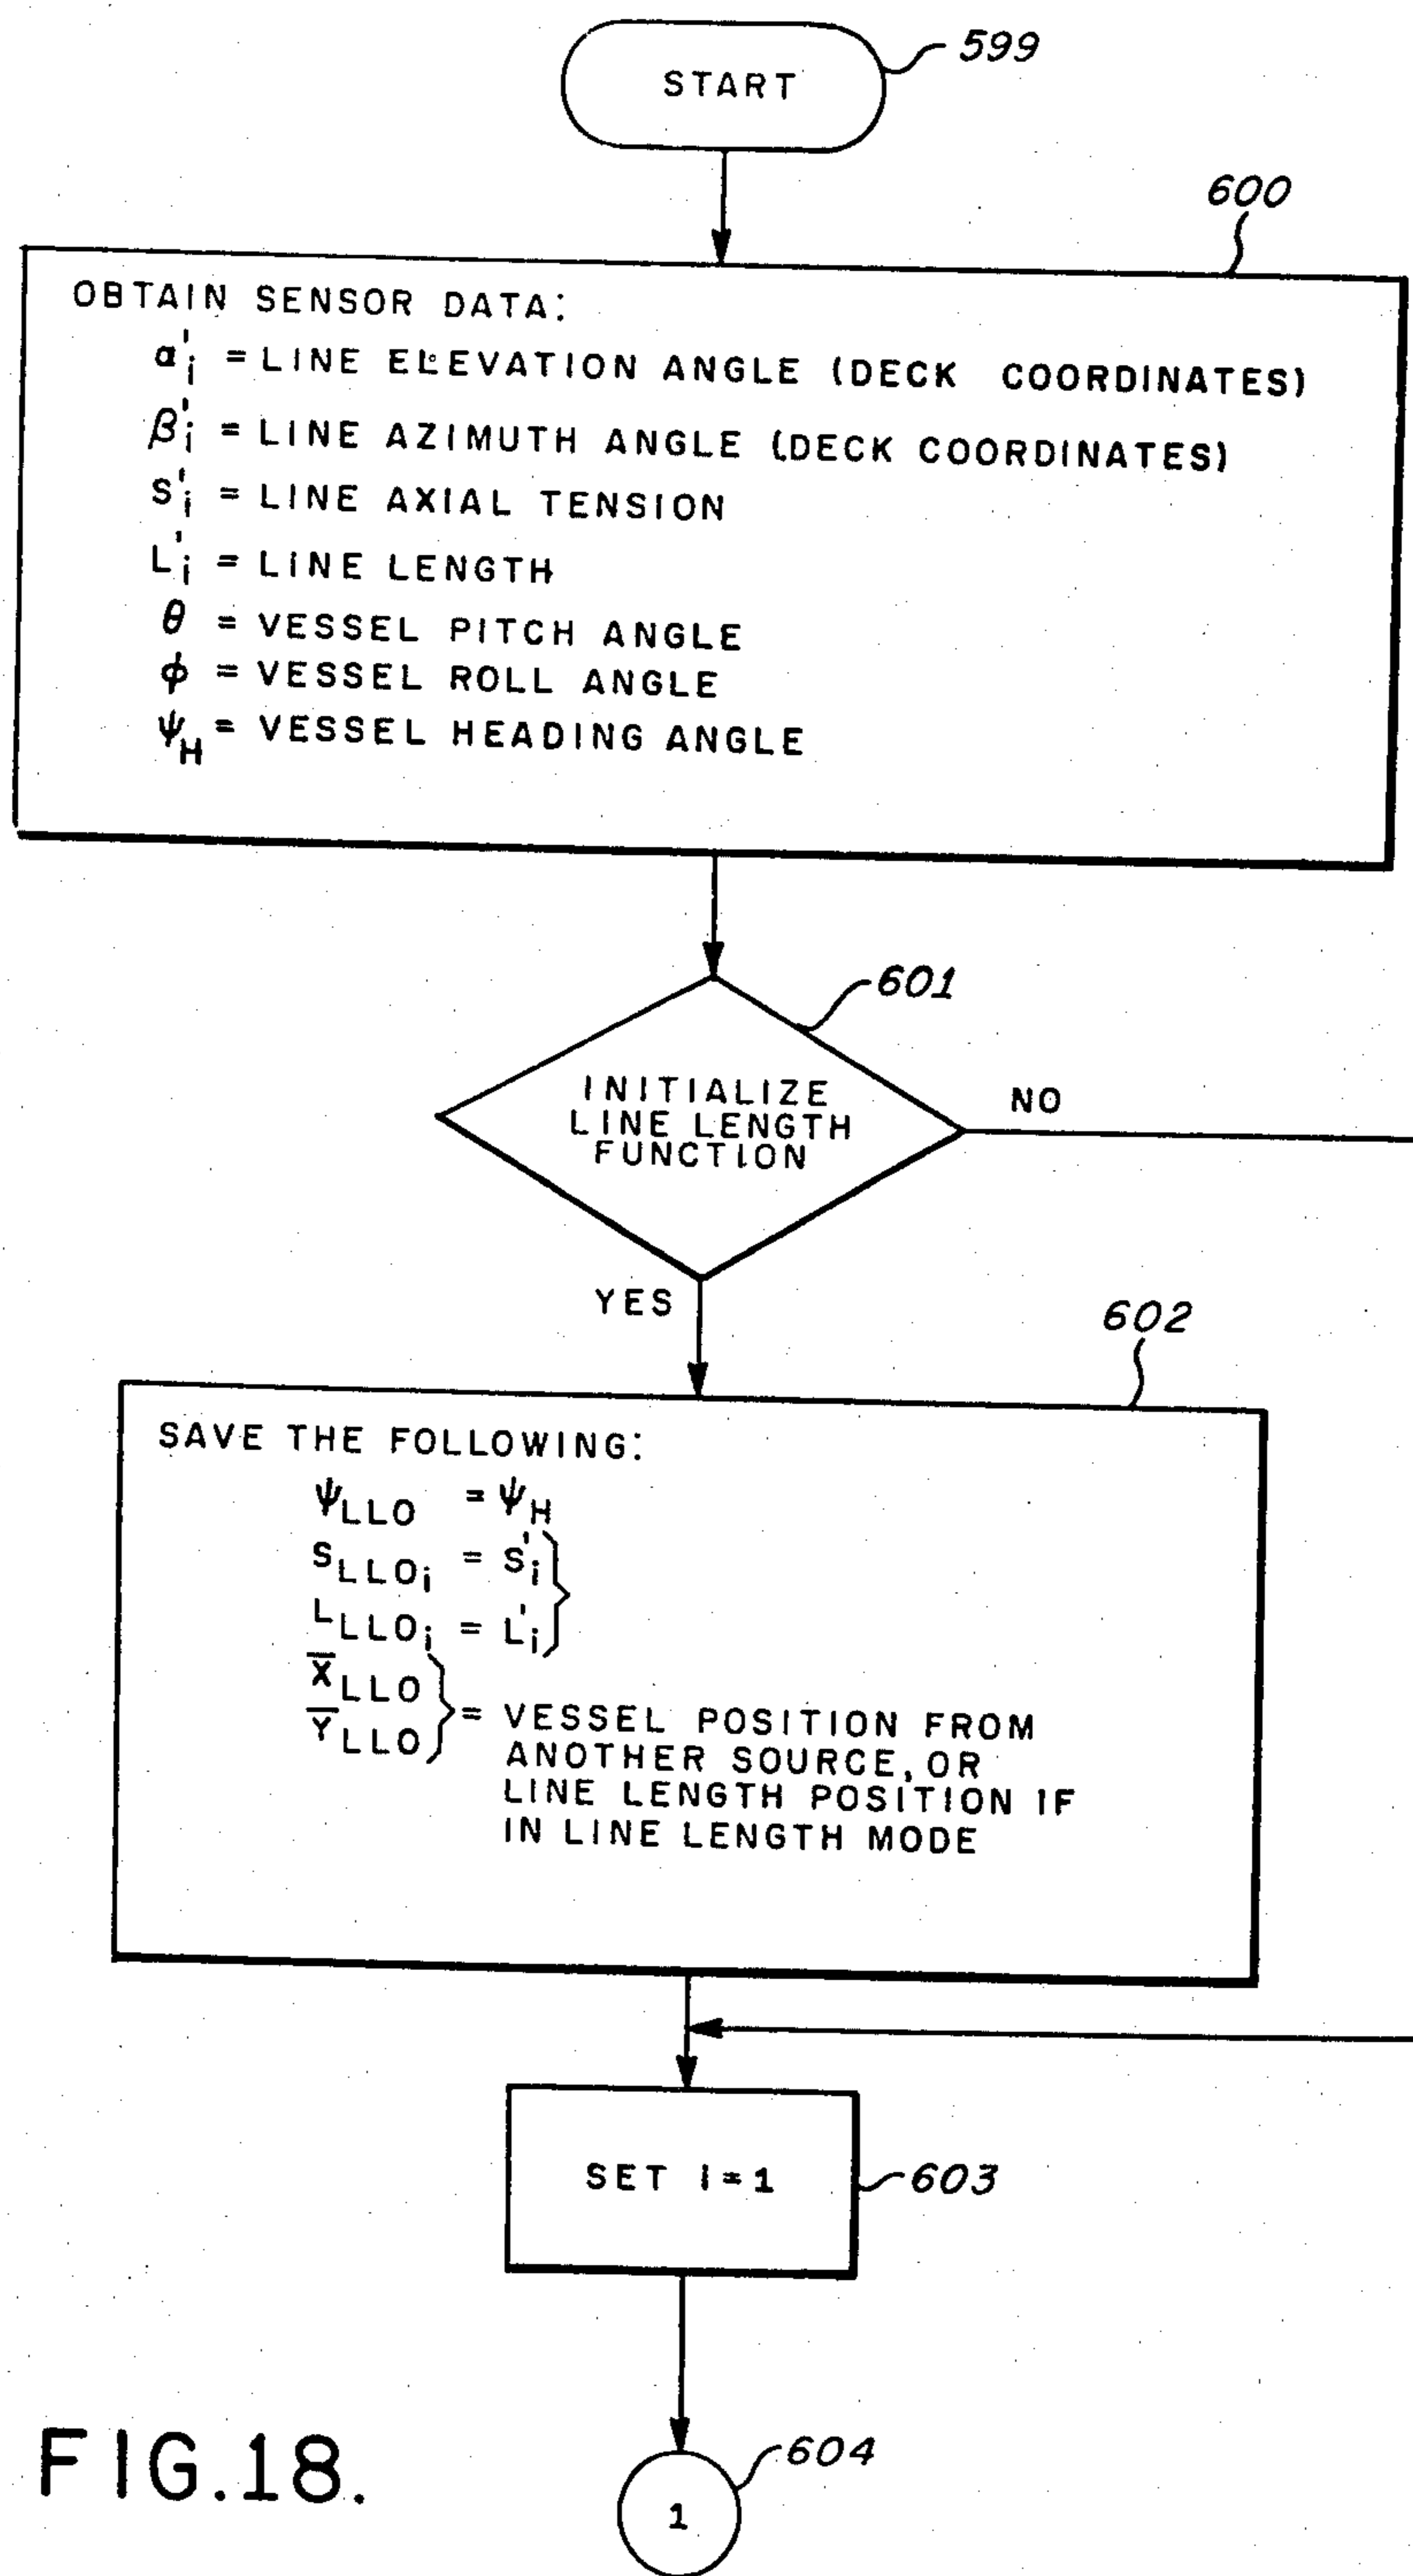 START
599
600
OBTAIN SENSOR DATA:
α'i = LINE ELEVATION ANGLE (DECK COORDINATES)
β'i = LINE AZIMUTH ANGLE (DECK COORDINATES)
S'i = LINE AXIAL TENSION
L'i = LINE LENGTH
θ = VESSEL PITCH ANGLE
ϕ = VESSEL ROLL ANGLE
ψH = VESSEL HEADING ANGLE
601
INITIALIZE
LINE LENGTH
FUNCTION
NO
YES
602
SAVE THE FOLLOWING:
ψLLO = ψH
SLLOi = S'i
LLLOi = L'i
X̅LLO
Y̅LLO
= VESSEL POSITION FROM
ANOTHER SOURCE, OR
LINE LENGTH POSITION IF
IN LINE LENGTH MODE
SET i=1
603
604
1
FIG.18.